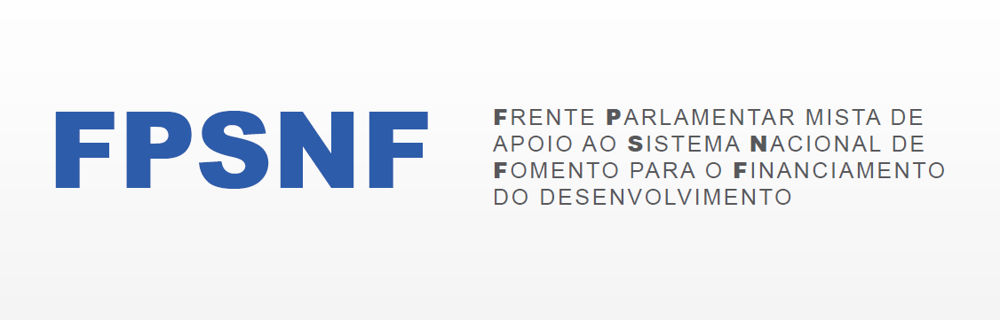 FPSNF
FRENTE PARLAMENTAR MISTA DE
APOIO AO SISTEMA NACIONAL DE
FOMENTO PARA O FINANCIAMENTO
DO DESENVOLVIMENTO